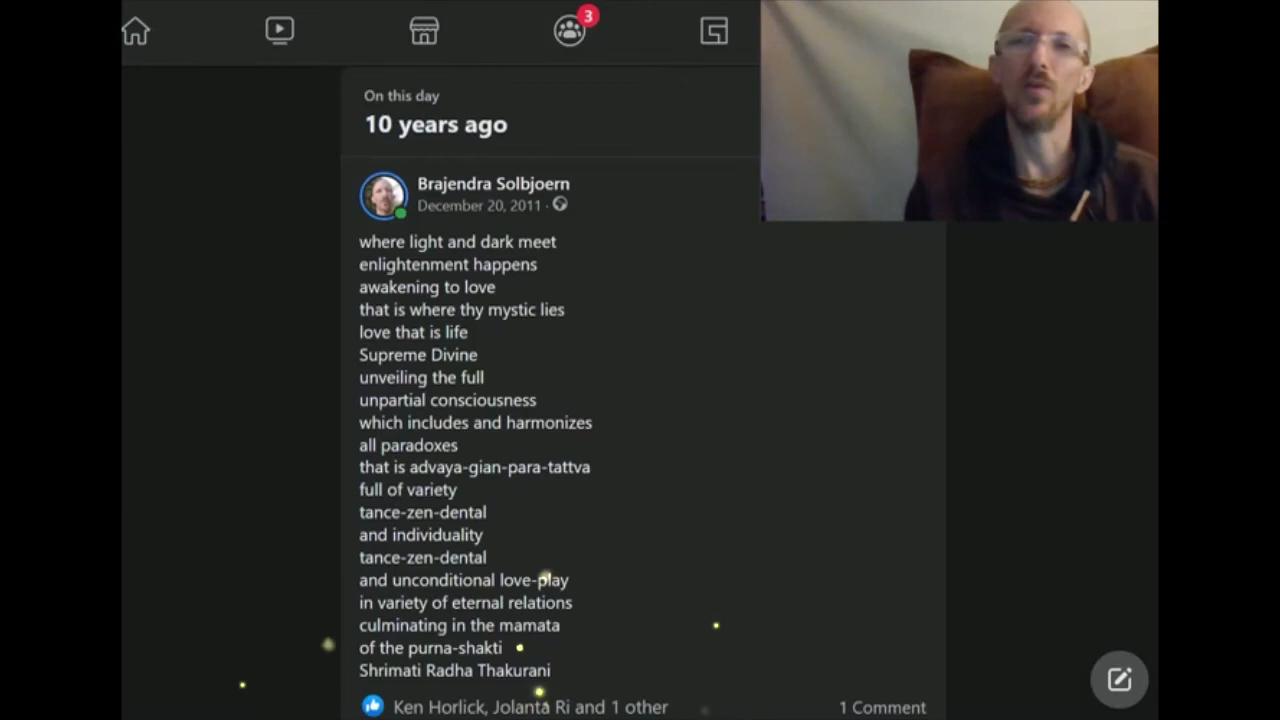 3
On this day
10 years ago
Brajendra Solbjoern
December 20, 2011 ·
where light and dark meet
enlightenment happens
awakening to love
that is where thy mystic lies
love that is life
Supreme Divine
unveiling the full
unpartial consciousness
which includes and harmonizes
all paradoxes
that is advaya-gian-para-tattva
full of variety
tance-zen-dental
and individuality
tance-zen-dental
and unconditional love-play
in variety of eternal relations
culminating in the mamata
of the purna-shakti
Shrimati Radha Thakurani
Ken Horlick, Jolanta Ri and 1 other 1 Comment